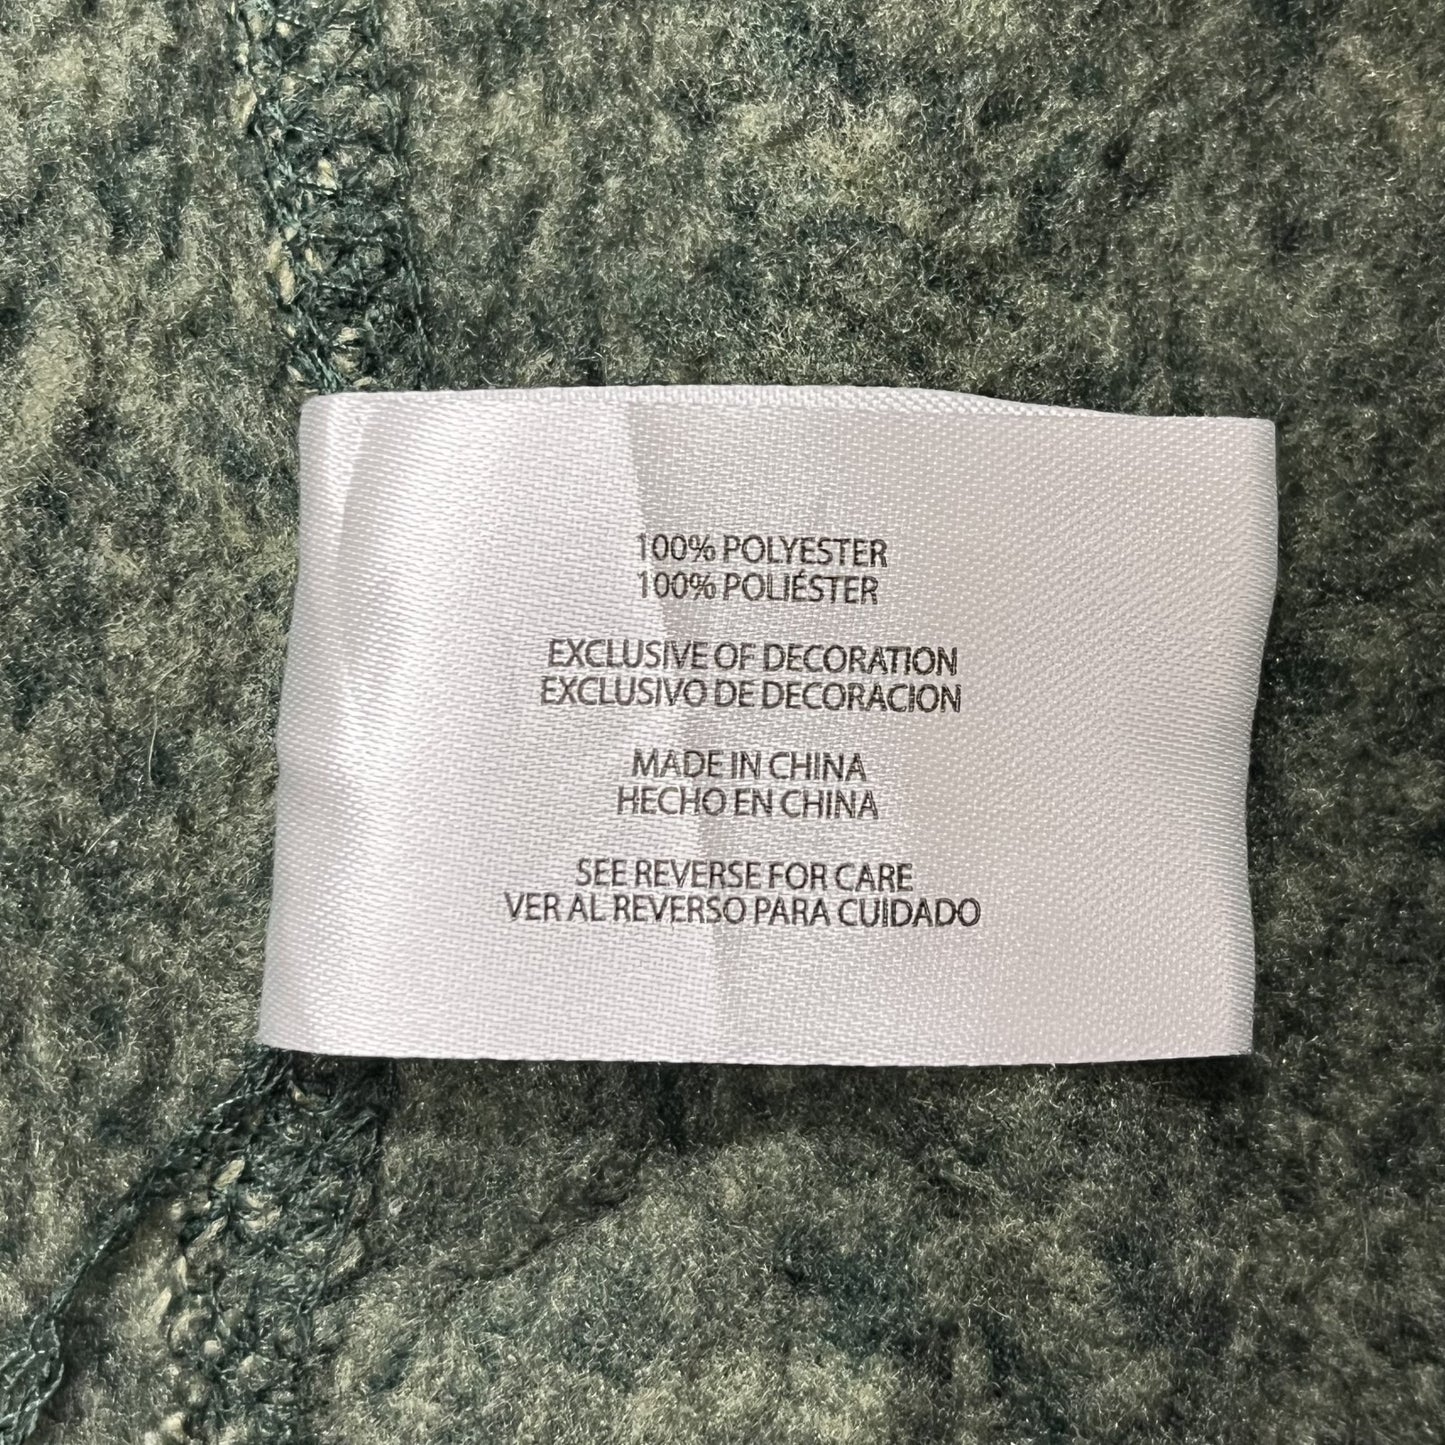 100% POLYESTER
100% POLIÉSTER
EXCLUSIVE OF DECORATION
EXCLUSIVO DE DECORACION
MADE IN CHINA
HECHO EN CHINA
SEE REVERSE FOR CARE
VER AL REVERSO PARA CUIDADO